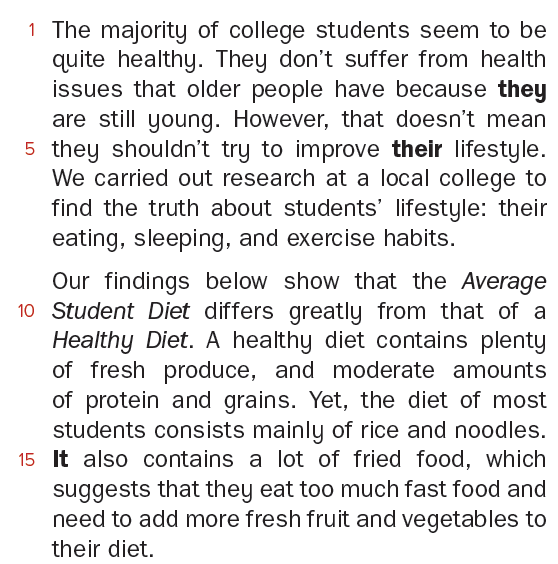 1 The majority of college students seem to be
quite healthy. They don't suffer from health
issues that older people have because they
are still young. However, that doesn't mean
5 they shouldn't try to improve their lifestyle.
We carried out research at a local college to
find the truth about students' lifestyle: their
eating, sleeping, and exercise habits.
Our findings below show that the Average
10 Student Diet differs greatly from that of a
Healthy Diet. A healthy diet contains plenty
of fresh produce, and moderate amounts
of protein and grains. Yet, the diet of most
students consists mainly of rice and noodles.
15 It also contains a lot of fried food, which
suggests that they eat too much fast food and
need to add more fresh fruit and vegetables to
their diet.